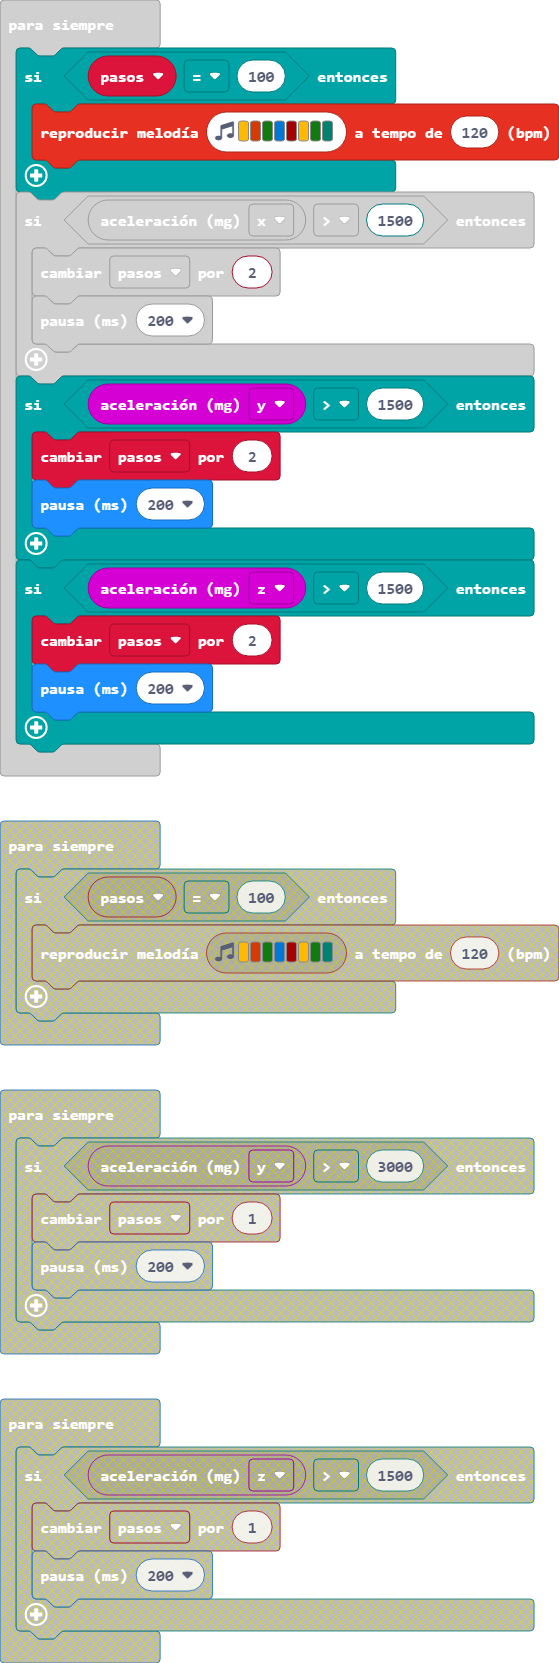 para siempre
si pasos = 100 entonces
reproducir melodía a tempo de 120 (bpm)
si aceleración (mg) x > 1500 entonces
cambiar pasos por 2
pausa (ms) 200
si aceleración (mg) y > 1500 entonces
cambiar pasos por 2
pausa (ms) 200
si aceleración (mg) z > 1500 entonces
cambiar pasos por 2
pausa (ms) 200
para siempre
si pasos = 100 entonces
reproducir melodía a tempo de 120 (bpm)
para siempre
si aceleración (mg) y > 3000 entonces
cambiar pasos por 1
pausa (ms) 200
para siempre
si aceleración (mg) z > 1500 entonces
cambiar pasos por 1
pausa (ms) 200